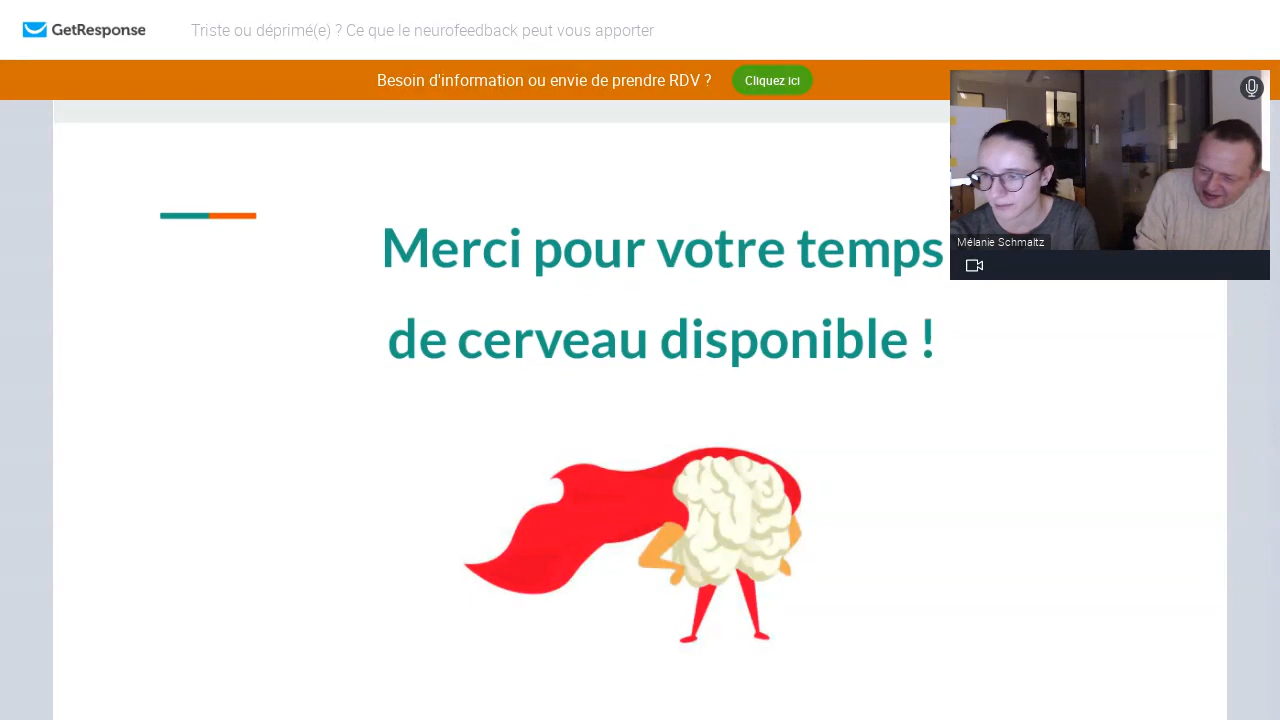 GetResponse
Triste ou déprimé(e) ? Ce que le neurofeedback peut vous apporter
Besoin d'information ou envie de prendre RDV ?
Cliquez ici
Mélanie Schmaltz
Merci pour votre temps
de cerveau disponible !